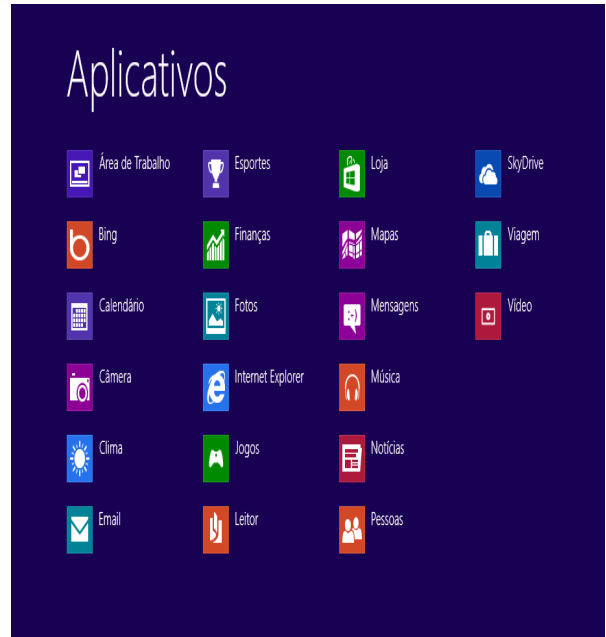 Aplicativos
Área de Trabalho
Bing
Calendário
Câmera
Clima
Email
Esportes
Finanças
Fotos
Internet Explorer
Jogos
Leitor
Loja
Mapas
Mensagens
Música
Notícias
Pessoas
SkyDrive
Viagem
Vídeo